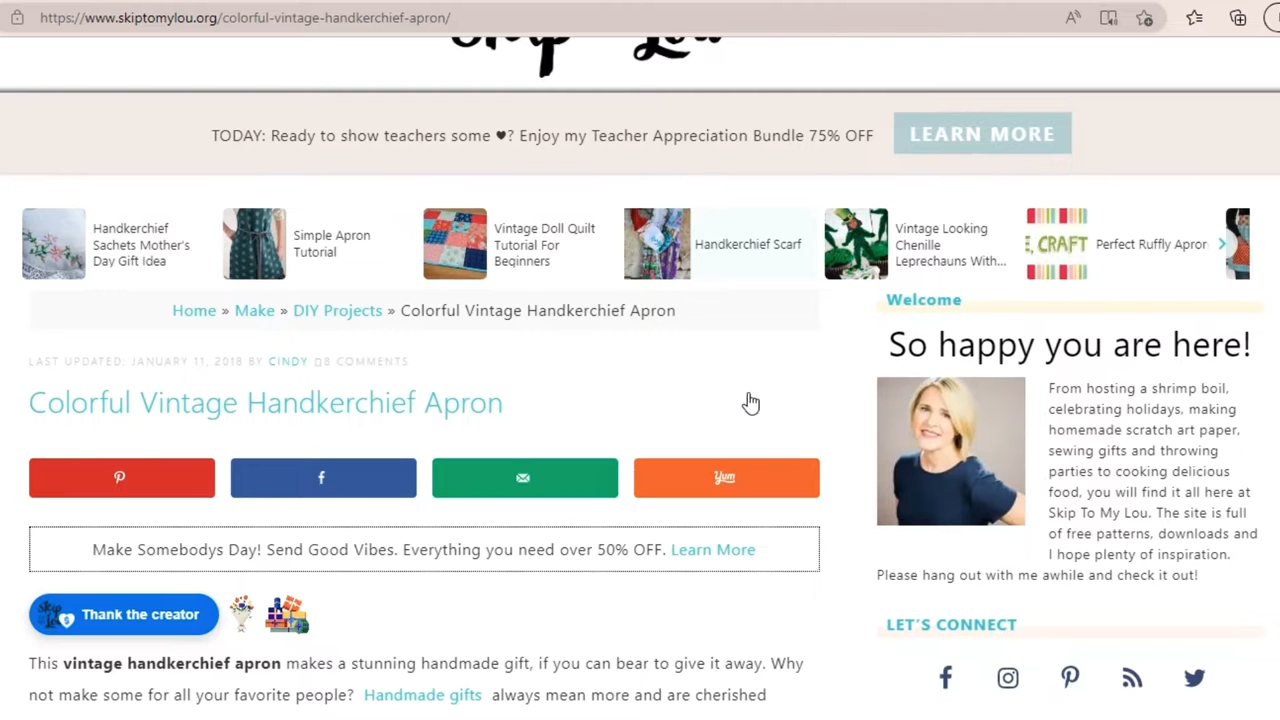 https://www.skiptomylou.org/colorful-vintage-handkerchief-apron/
TODAY: Ready to show teachers some ♥? Enjoy my Teacher Appreciation Bundle 75% OFF
LEARN MORE
Handkerchief
Sachets Mother's
Day Gift Idea
Simple Apron
Tutorial
Vintage Doll Quilt
Tutorial For
Beginners
Handkerchief Scarf
Vintage Looking
Chenille
Leprechauns With...
E, CRAFT
Perfect Ruffly Apron
Home » Make » DIY Projects » Colorful Vintage Handkerchief Apron
LAST UPDATED: JANUARY 11, 2018 BY CINDY 8 COMMENTS
Colorful Vintage Handkerchief Apron
Yum
Make Somebodys Day! Send Good Vibes. Everything you need over 50% OFF. Learn More
Thank the creator
This vintage handkerchief apron makes a stunning handmade gift, if you can bear to give it away. Why
not make some for all your favorite people? Handmade gifts always mean more and are cherished
Welcome
So happy you are here!
From hosting a shrimp boil,
celebrating holidays, making
homemade scratch art paper,
sewing gifts and throwing
parties to cooking delicious
food, you will find it all here at
Skip To My Lou. The site is full
of free patterns, downloads and
I hope plenty of inspiration.
Please hang out with me awhile and check it out!
LET'S CONNECT